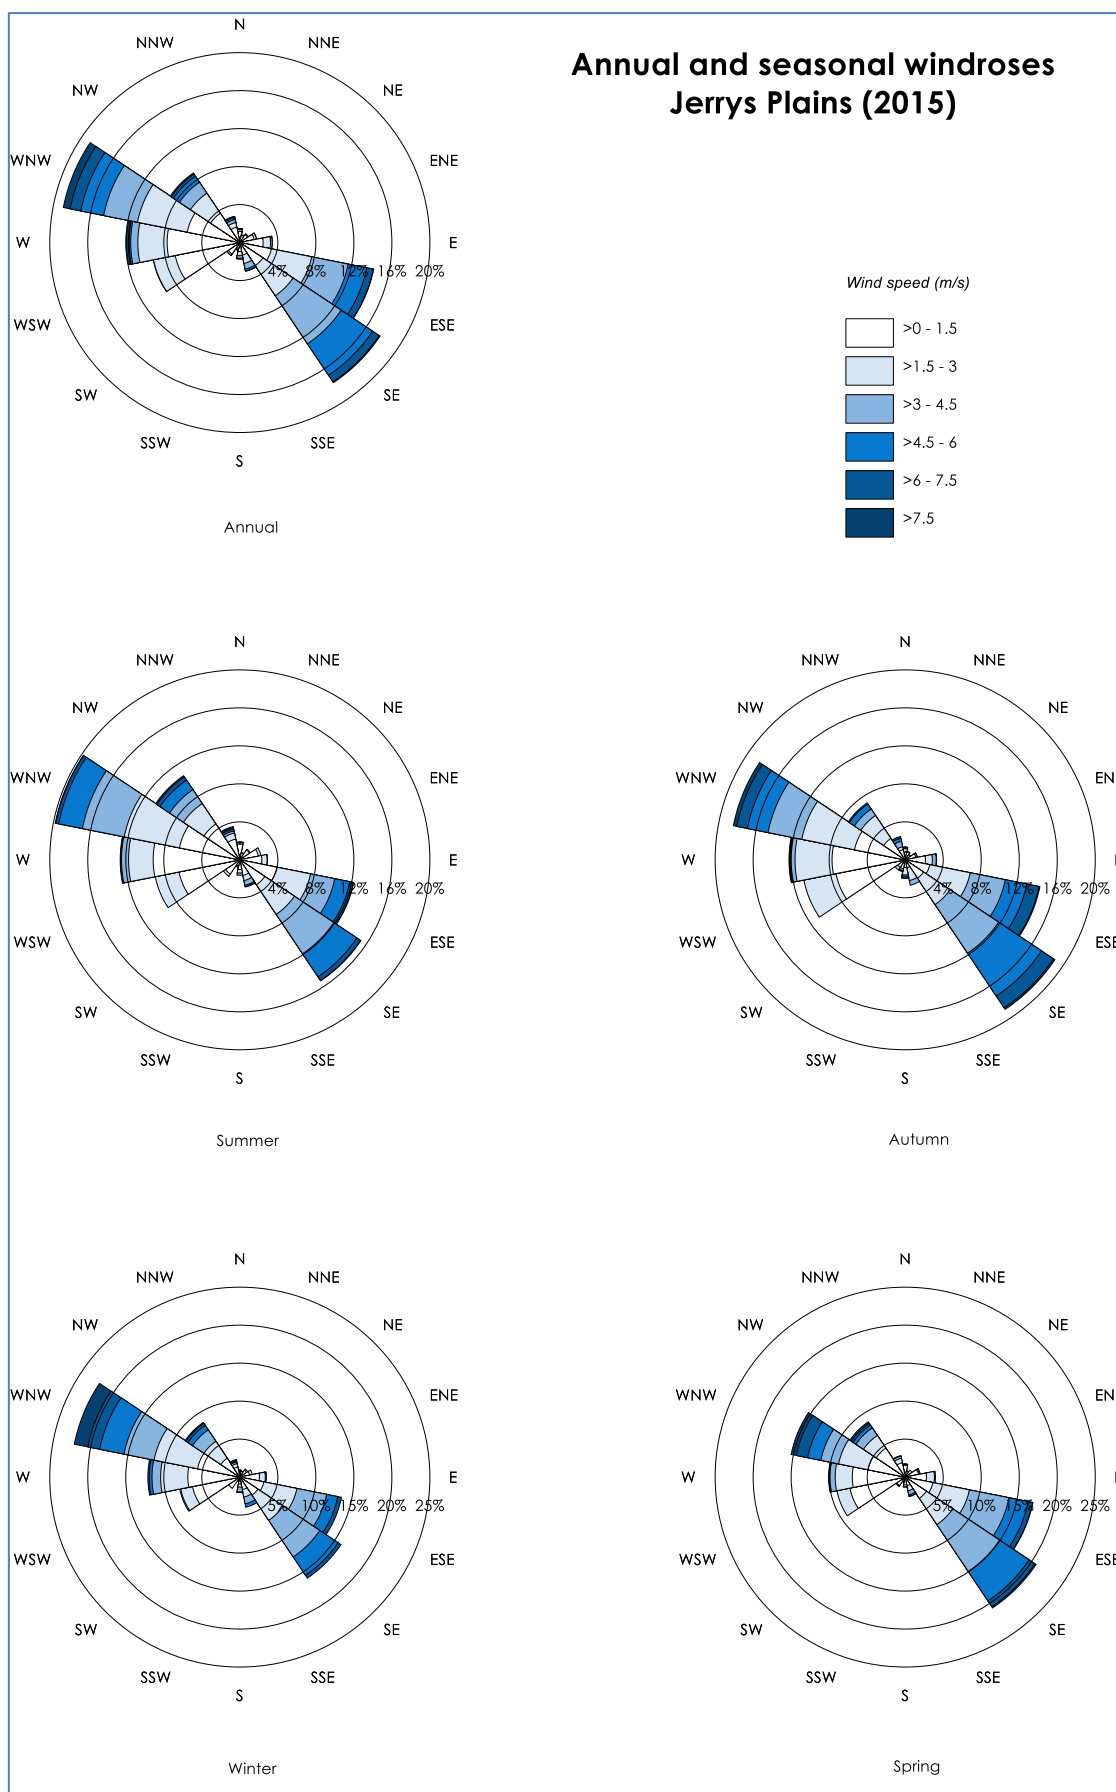 Annual and seasonal windroses
Jerrys Plains (2015)
N
NNW
NNE
NW
NE
WNW
ENE
W
E
4% 8% 12% 16% 20%
WSW
ESE
SW
SE
SSW
SSE
S
Annual
Wind speed (m/s)
>0 - 1.5
>1.5 - 3
>3 - 4.5
>4.5 - 6
>6 - 7.5
>7.5
N
NNW
NNE
NW
NE
WNW
ENE
W
E
4% 8% 12% 16% 20%
WSW
ESE
SW
SE
SSW
SSE
S
Summer
N
NNW
NNE
NW
NE
WNW
EN
W
4% 8% 12% 16% 20%
WSW
ESE
SW
SE
SSW
SSE
S
Autumn
N
NNW
NNE
NW
NE
WNW
ENE
W
E
5% 10% 15% 20% 25%
WSW
ESE
SW
SE
SSW
SSE
S
Winter
N
NNW
NNE
NW
NE
WNW
EN
W
5% 10% 15% 20% 25%
WSW
ESE
SW
SE
SSW
SSE
S
Spring